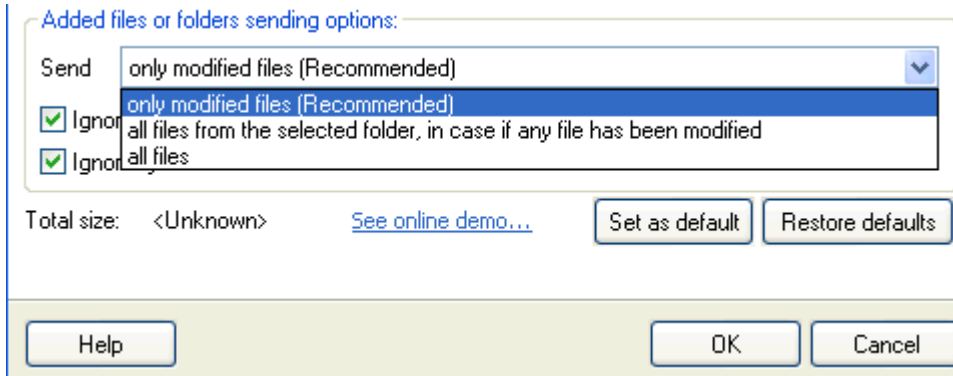 Added files or folders sending options:
Send only modified files (Recommended)
only modified files (Recommended)
all files from the selected folder, in case if any file has been modified
all files
Total size: <Unknown> See online demo... Set as default Restore defaults
Help OK Cancel